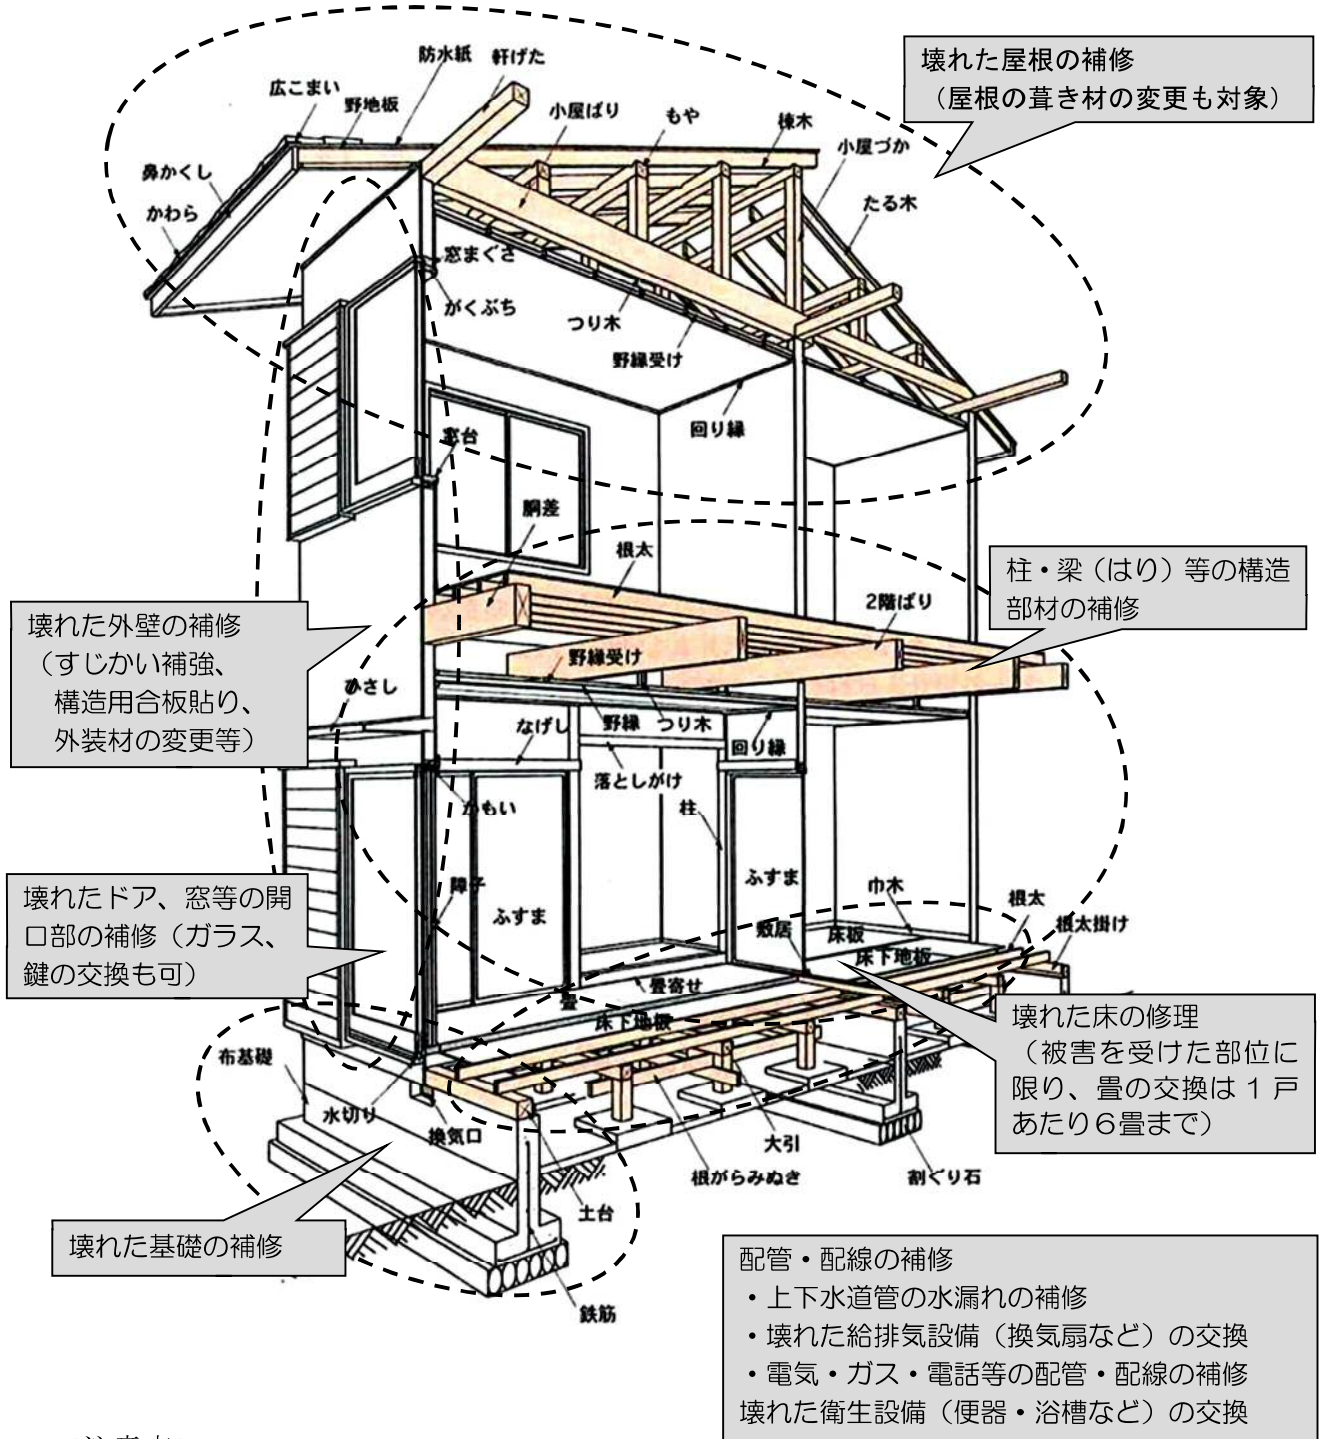 防水紙
軒げた
広こまい
野地板
小屋ばり
もや
棟木
小屋づか
鼻かくし
かわら
たる木
壊れた屋根の補修
（屋根の葺き材の変更も対象）
窓まぐさ
がくぶち
つり木
野縁受け
回り縁
窓台
胴差
根太
2階ばり
柱・梁（はり）等の構造
部材の補修
壊れた外壁の補修
（すじかい補強、
構造用合板貼り、
外装材の変更等）
野縁受け
ひさし
なげし
野縁
つり木
回り縁
落としがけ
かもい
柱
壊れたドア、窓等の開
口部の補修（ガラス、
鍵の交換も可）
障子
ふすま
ふすま
巾木
根太
根太掛け
敷居
床板
床下地板
畳寄せ
畳
床下地板
壊れた床の修理
（被害を受けた部位に
限り、畳の交換は１戸
あたり６畳まで）
布基礎
水切り
換気口
大引
根がらみぬき
割ぐり石
土台
鉄筋
壊れた基礎の補修
配管・配線の補修
・上下水道管の水漏れの補修
・壊れた給排気設備（換気扇など）の交換
・電気・ガス・電話等の配管・配線の補修
壊れた衛生設備（便器・浴槽など）の交換